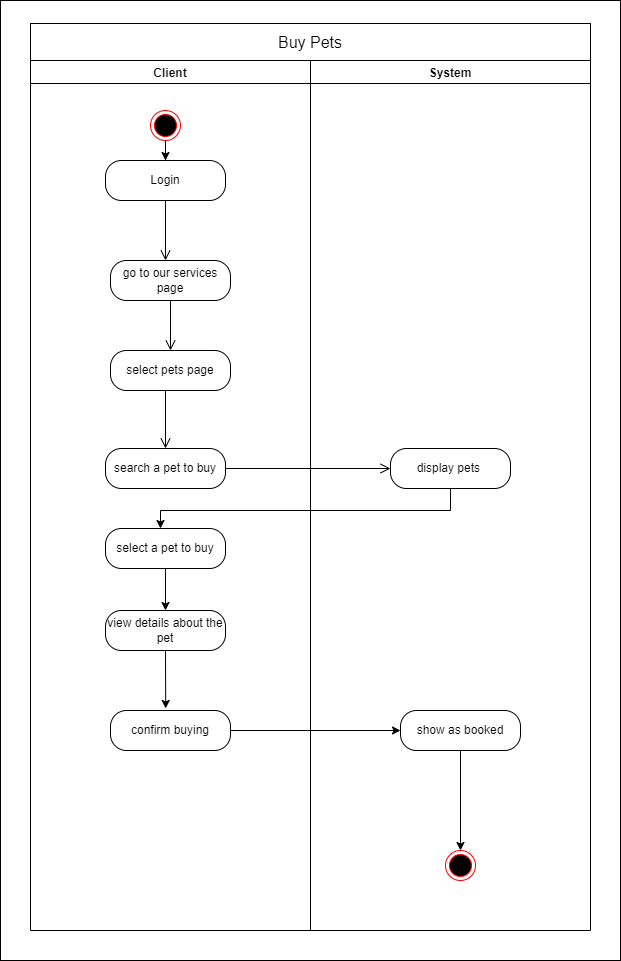 Buy Pets
Client
System
Login
go to our services
page
select pets page
search a pet to buy
display pets
select a pet to buy
view details about the
pet
confirm buying
show as booked